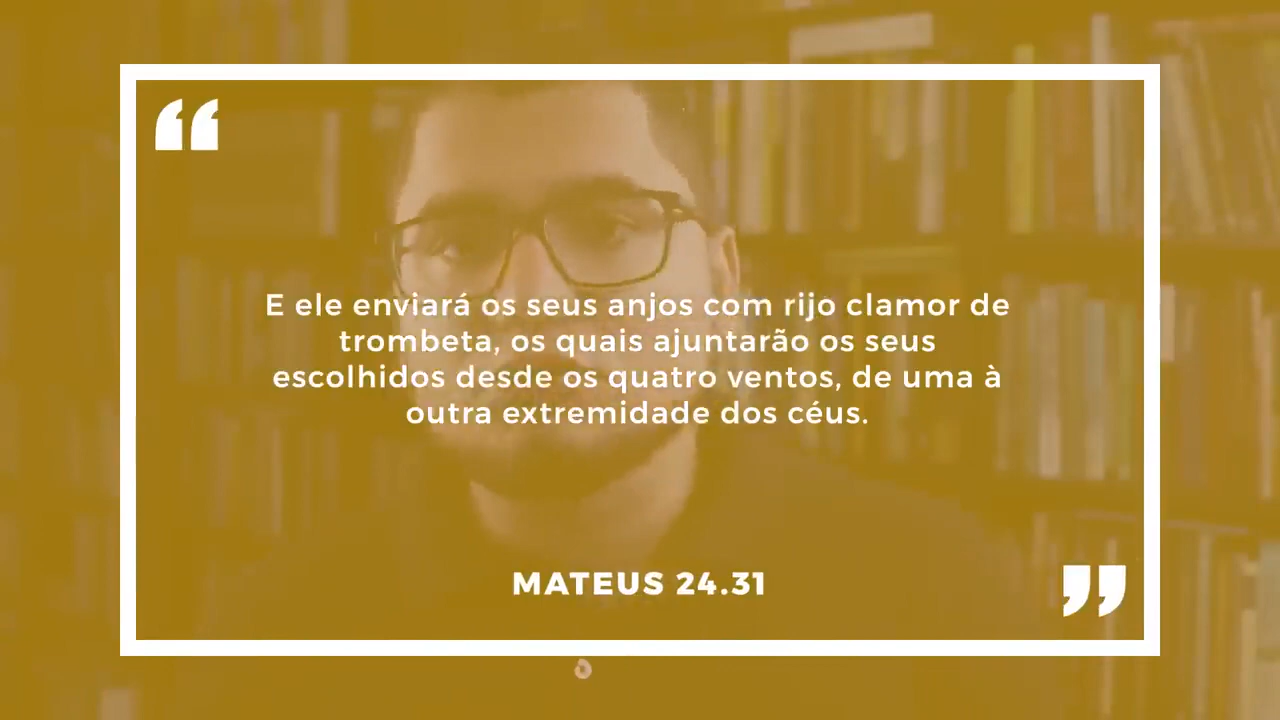 E ele enviará os seus anjos com rijo clamor de
trombeta, os quais ajuntarão os seus
escolhidos desde os quatro ventos, de uma à
outra extremidade dos céus.
MATEUS 24.31